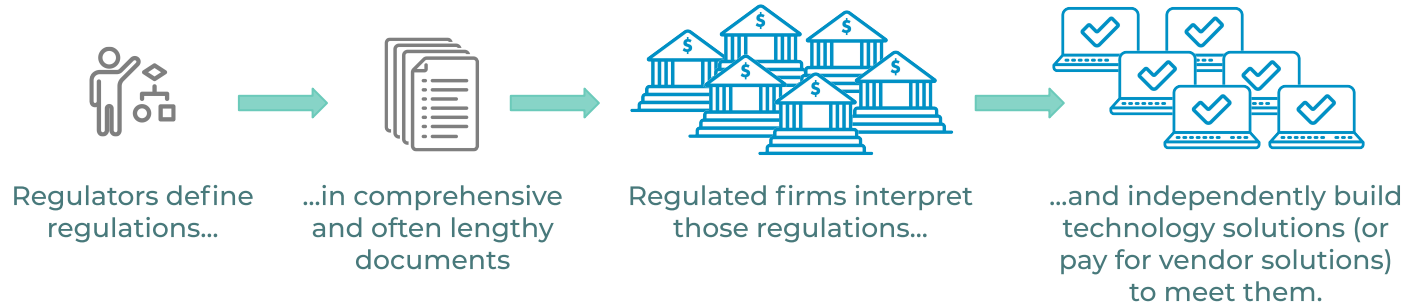 $
$
$
$
$
$
Regulators define
regulations...
...in comprehensive
and often lengthy
documents
Regulated firms interpret
those regulations...
...and independently build
technology solutions (or
pay for vendor solutions)
to meet them.